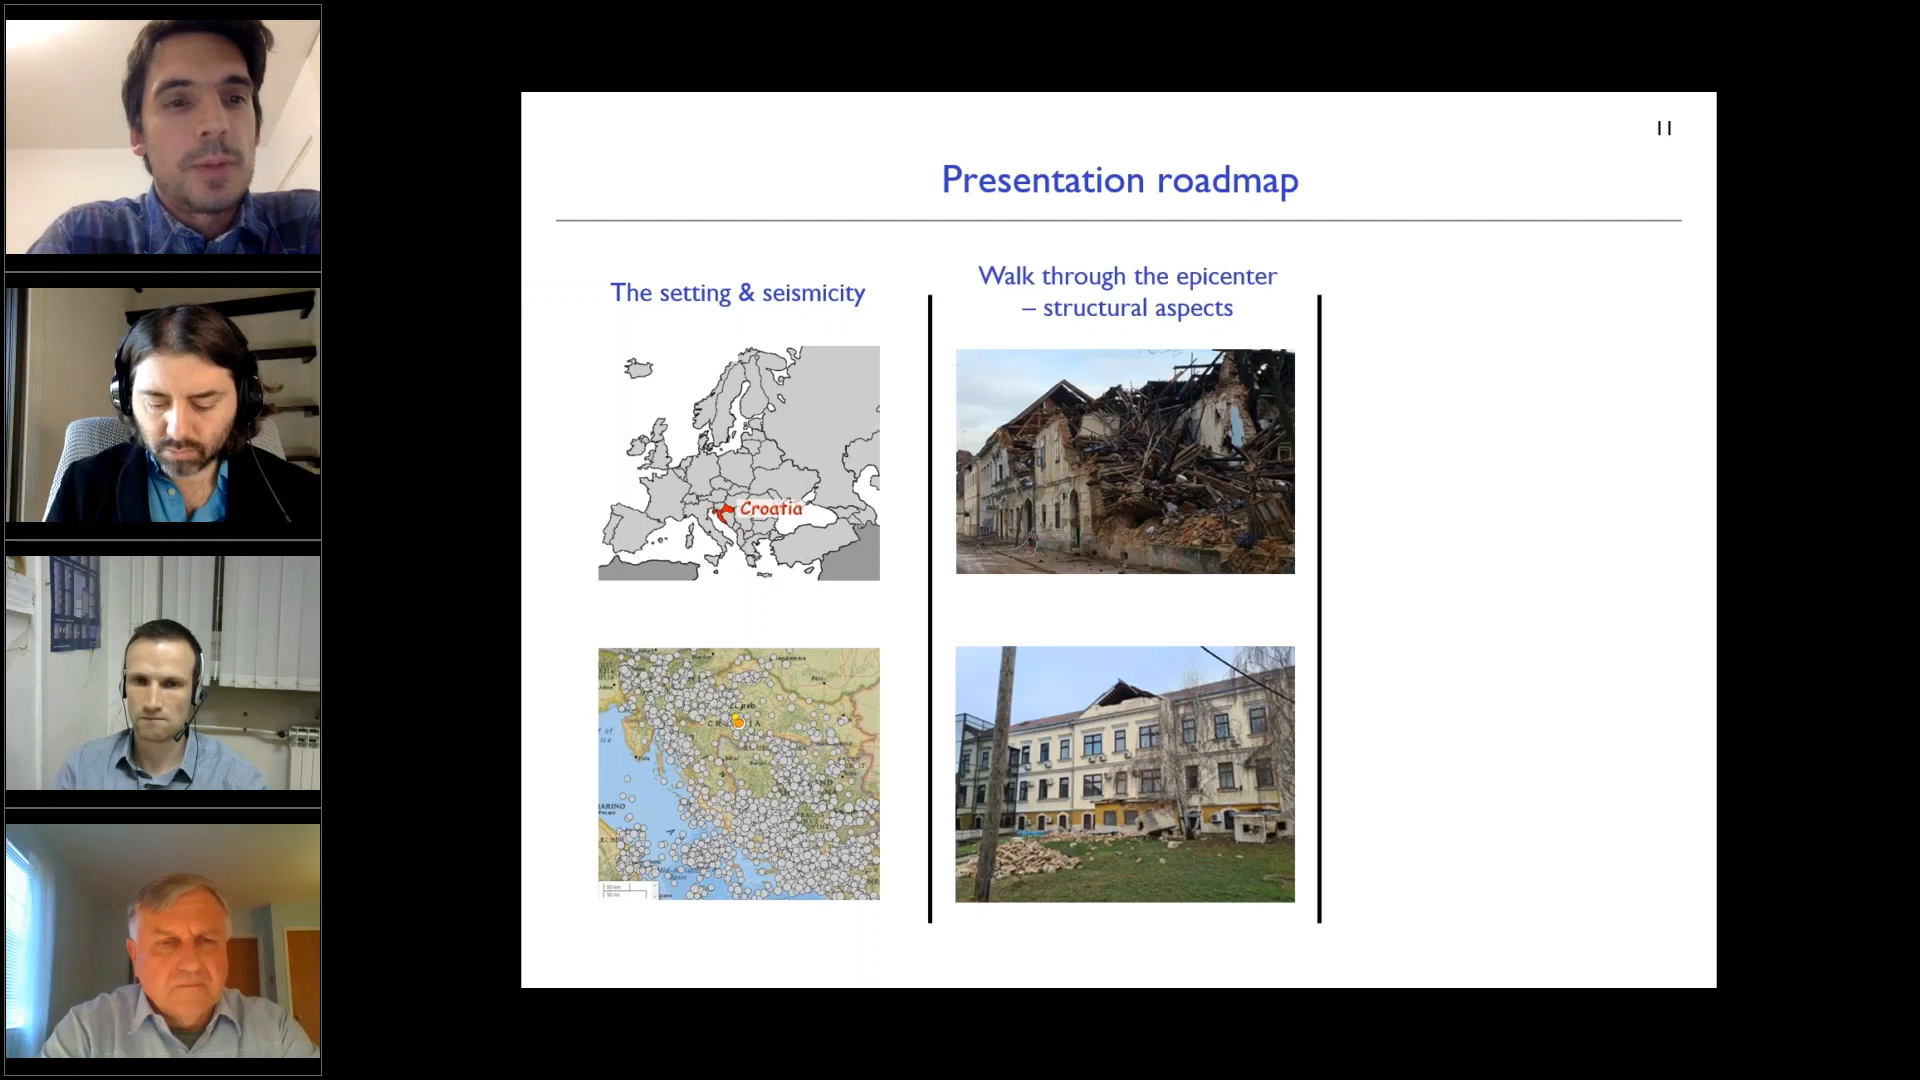 11
Presentation roadmap
The setting & seismicity
Walk through the epicenter
– structural aspects
Croatia